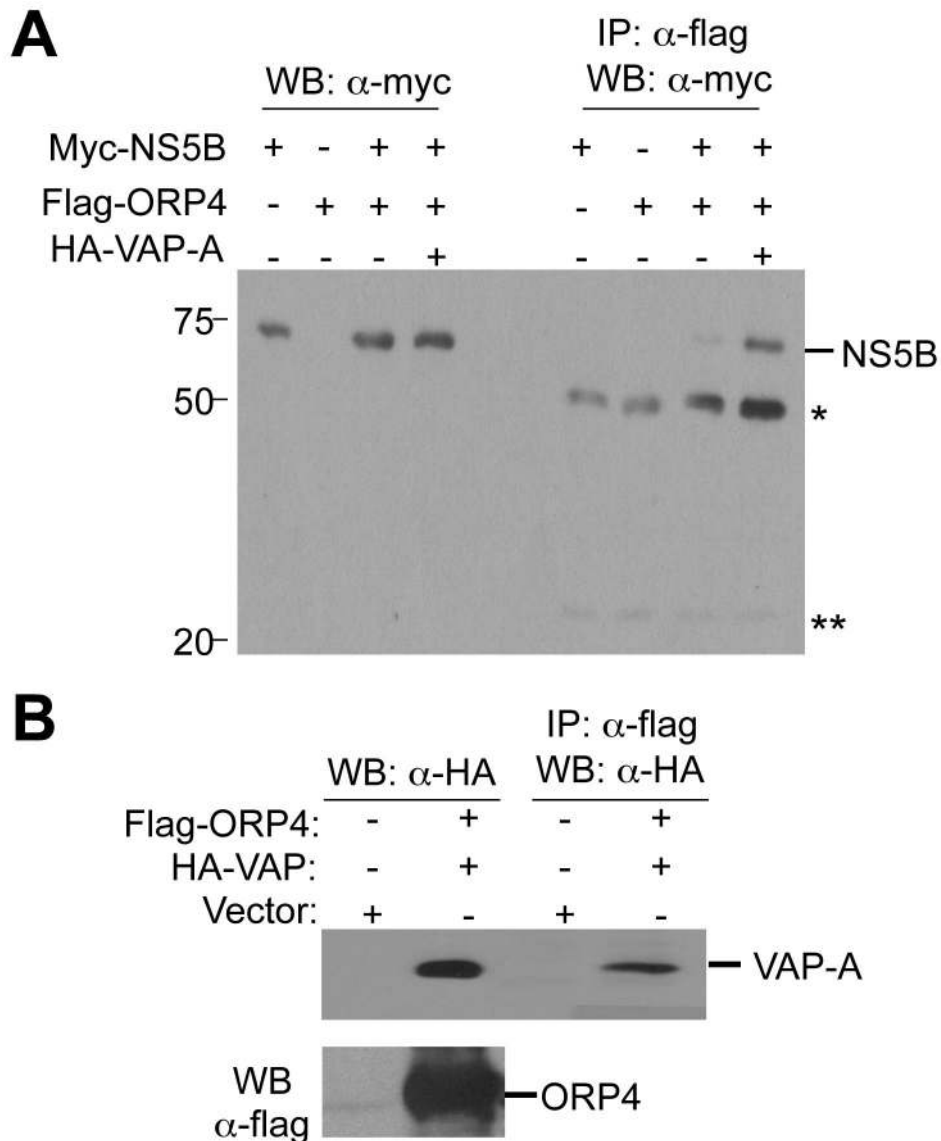 A
WB: α-myc
IP: α-flag
WB: α-myc
Myc-NS5B + - + + + - + +
Flag-ORP4 - + + + - + + +
HA-VAP-A - - - + - - - +
75
NS5B
50
*
**
20
B
WB: α-HA
IP: α-flag
WB: α-HA
Flag-ORP4: - + - +
HA-VAP: - + - +
Vector: + - + -
VAP-A
WB
α-flag
ORP4